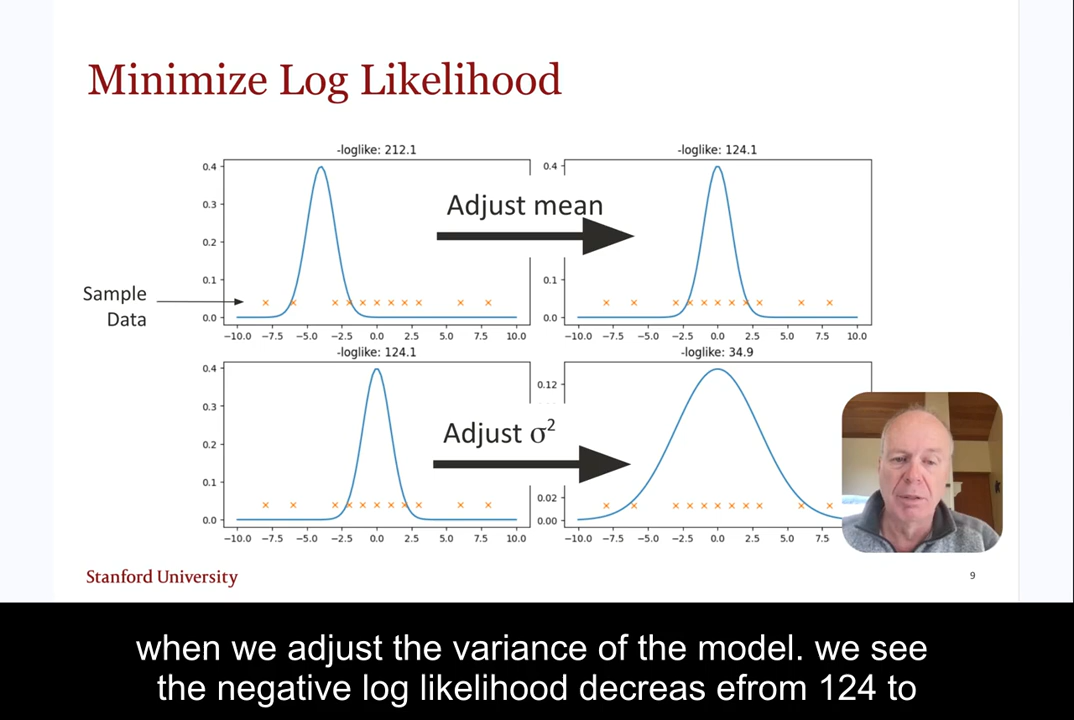 Minimize Log Likelihood
-loglike: 212.1
0.4
0.3
0.2
0.1
0.0
−10.0 −7.5 −5.0 −2.5 0.0 2.5 5.0 7.5 10.0
Adjust mean
-loglike: 124.1
0.4
0.1
0.0
−10.0 −7.5 −5.0 −2.5 0.0 2.5 5.0 7.5 10.0
Sample
Data
-loglike: 124.1
0.4
0.3
0.2
0.1
0.0
−10.0 −7.5 −5.0 −2.5 0.0 2.5 5.0 7.5 10.0
Adjust σ²
-loglike: 34.9
0.12
0.02
0.00
−10.0 −7.5 −5.0 −2.5 0.0 2.5 5.0 7.5
Stanford University
9
when we adjust the variance of the model. we see
the negative log likelihood decreas efrom 124 to